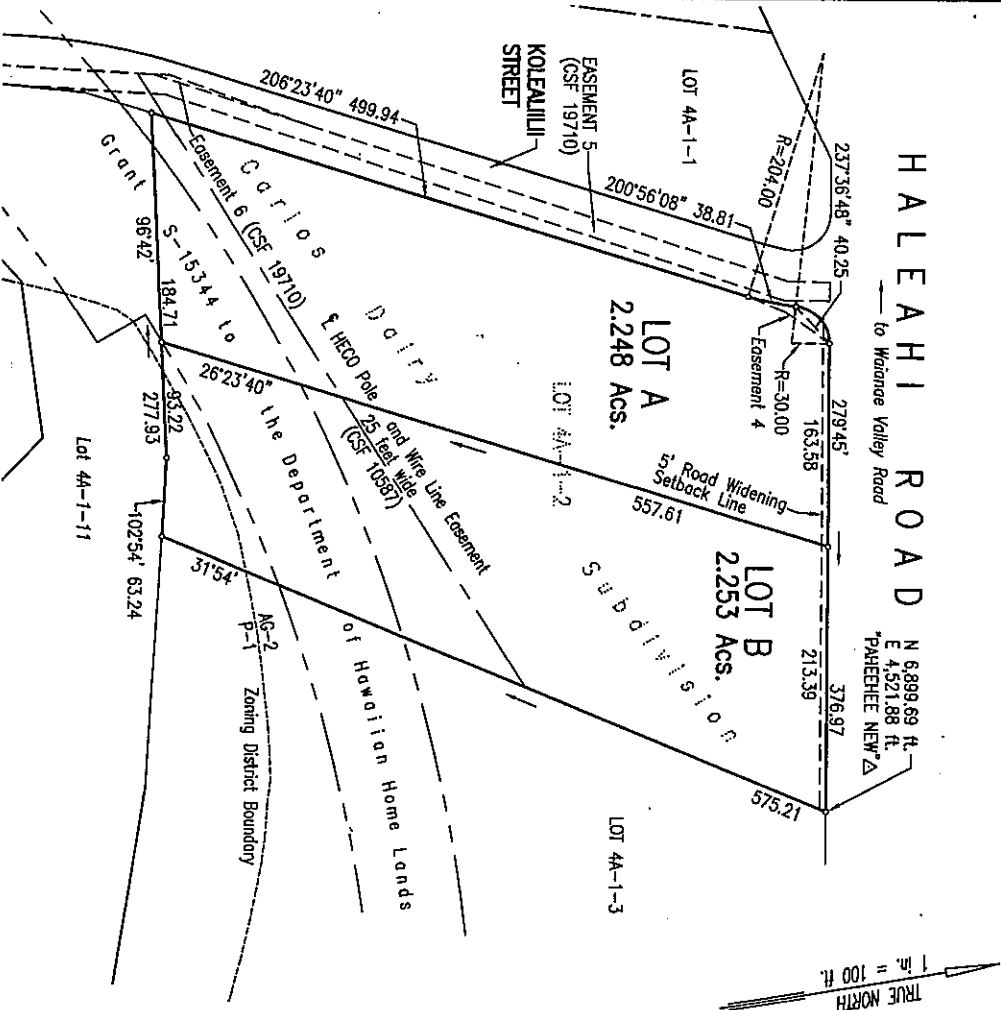 HALEAHI ROAD
← to Waianae Valley Road
N 6,899.69 ft.
E 4,521.88 ft.
"PAHEEHEE NEW" △
237°36'48" 40.25
279°45'
163.58
376.97
213.39
R=204.00
R=30.00
Easement 4
LOT 4A-1-1
EASEMENT 5
(CSF 19710)
KOLEALIILII
STREET
200°56'08" 38.81
206°23'40" 499.94
5' Road Widening
Setback Line
LOT A
2.248 Acs.
LOT B
2.253 Acs.
LOT 4A-1-2
557.61
26°23'40"
575.21
31°54'
LOT 4A-1-3
Carlos Dairy Subdivision
Easement 6 (CSF 19710)
℄ HECO Pole and Wire Line Easement
25 feet wide
(CSF 10587)
Grant S-15344 to the Department of Hawaiian Home Lands
96°42'
184.71
93.22
277.93
102°54' 63.24
Lot 4A-1-11
AG-2
P-1
Zoning District Boundary
TRUE NORTH
1 in. = 100 ft.